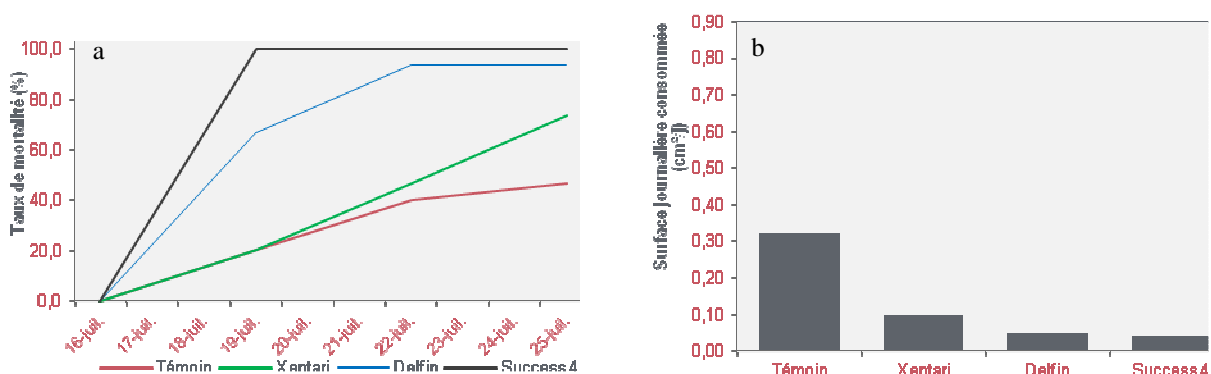 a
Taux de mortalité (%)
100,0
80,0
60,0
40,0
20,0
0,0
16-juil.
17-juil.
18-juil.
19-juil.
20-juil.
21-juil.
22-juil.
23-juil.
24-juil.
25-juil.
Témoin
Xentari
Delfin
Success4
b
Surface journalière consommée
(cm²/j)
0,90
0,80
0,70
0,60
0,50
0,40
0,30
0,20
0,10
0,00
Témoin
Xentari
Delfin
Success4